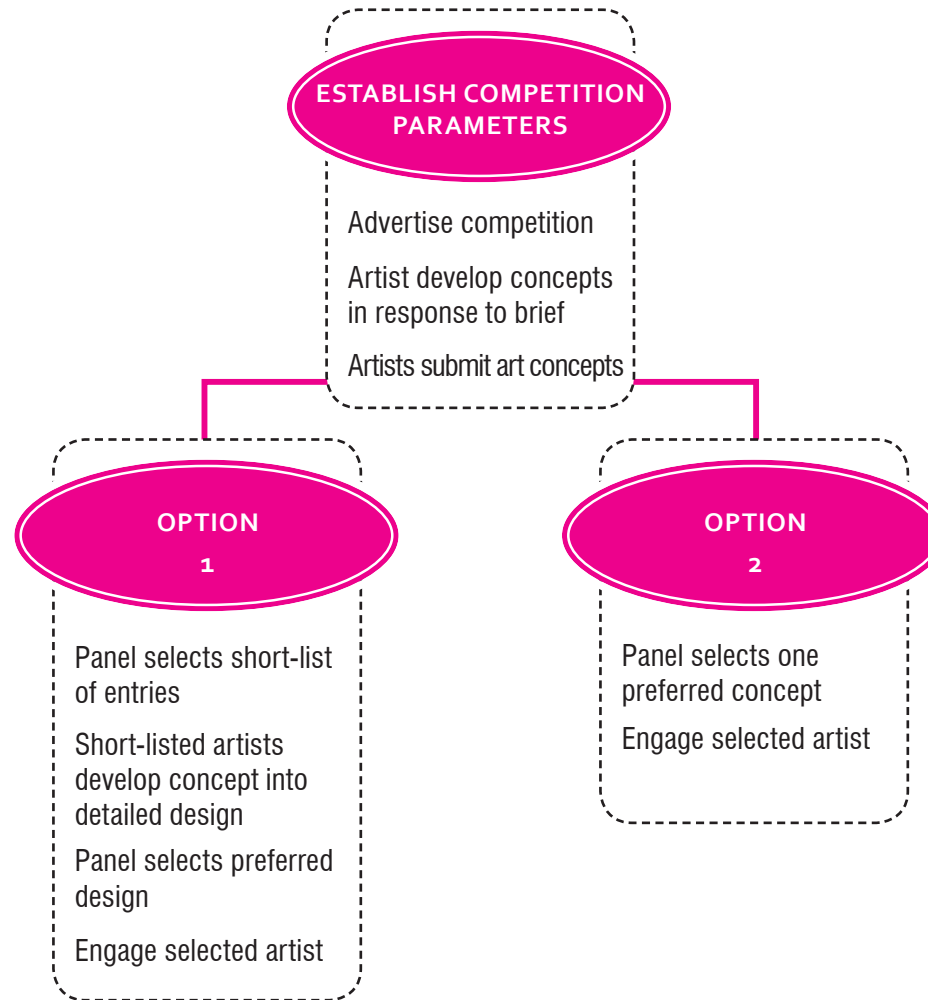 ESTABLISH COMPETITION
PARAMETERS
Advertise competition
Artist develop concepts
in response to brief
Artists submit art concepts
OPTION
1
Panel selects short-list
of entries
Short-listed artists
develop concept into
detailed design
Panel selects preferred
design
Engage selected artist
OPTION
2
Panel selects one
preferred concept
Engage selected artist